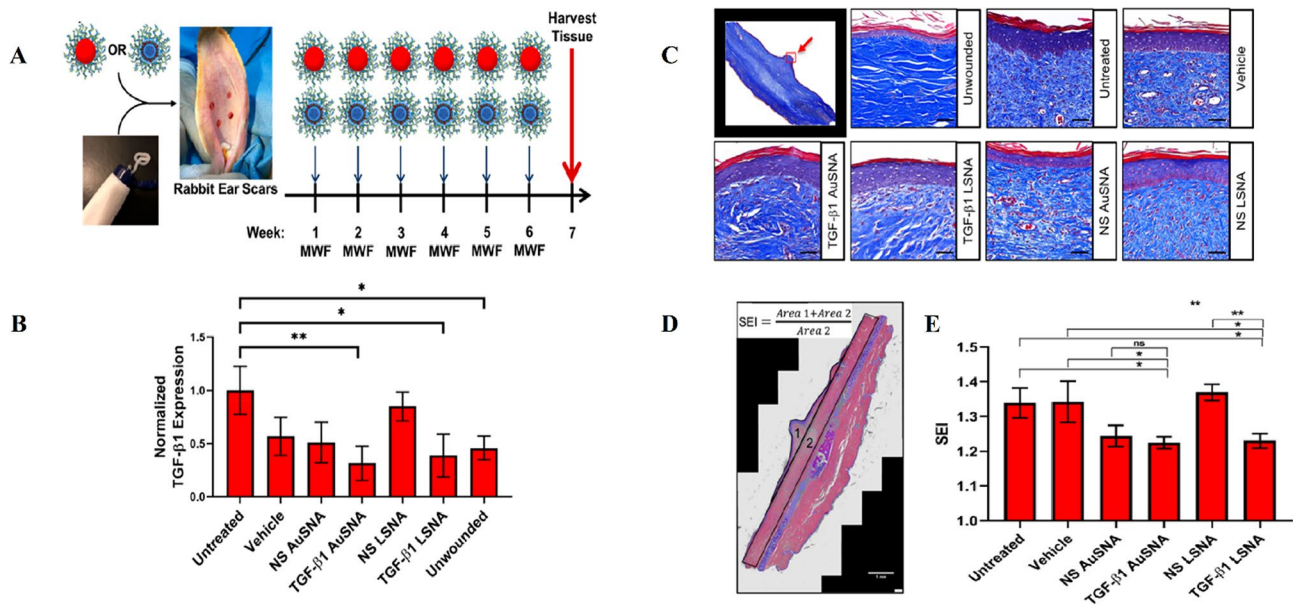 A
OR
Harvest
Tissue
Rabbit Ear Scars
Week:
1 2 3 4 5 6 7
MWF MWF MWF MWF MWF MWF
B
Normalized
TGF-β1 Expression
1.5
1.0
0.5
0.0
*
*
**
Untreated
Vehicle
NS AuSNA
TGF-β1 AuSNA
NS LSNA
TGF-β1 LSNA
Unwounded
C
Unwounded
Untreated
Vehicle
TGF-β1 AuSNA
TGF-β1 LSNA
NS AuSNA
NS LSNA
D
SEI = Area 1+Area 2 / Area 2
1
2
E
**
**
*
*
ns
*
*
SEI
1.5
1.4
1.3
1.2
1.1
1.0
Untreated
Vehicle
NS AuSNA
TGF-β1 AuSNA
NS LSNA
TGF-β1 LSNA